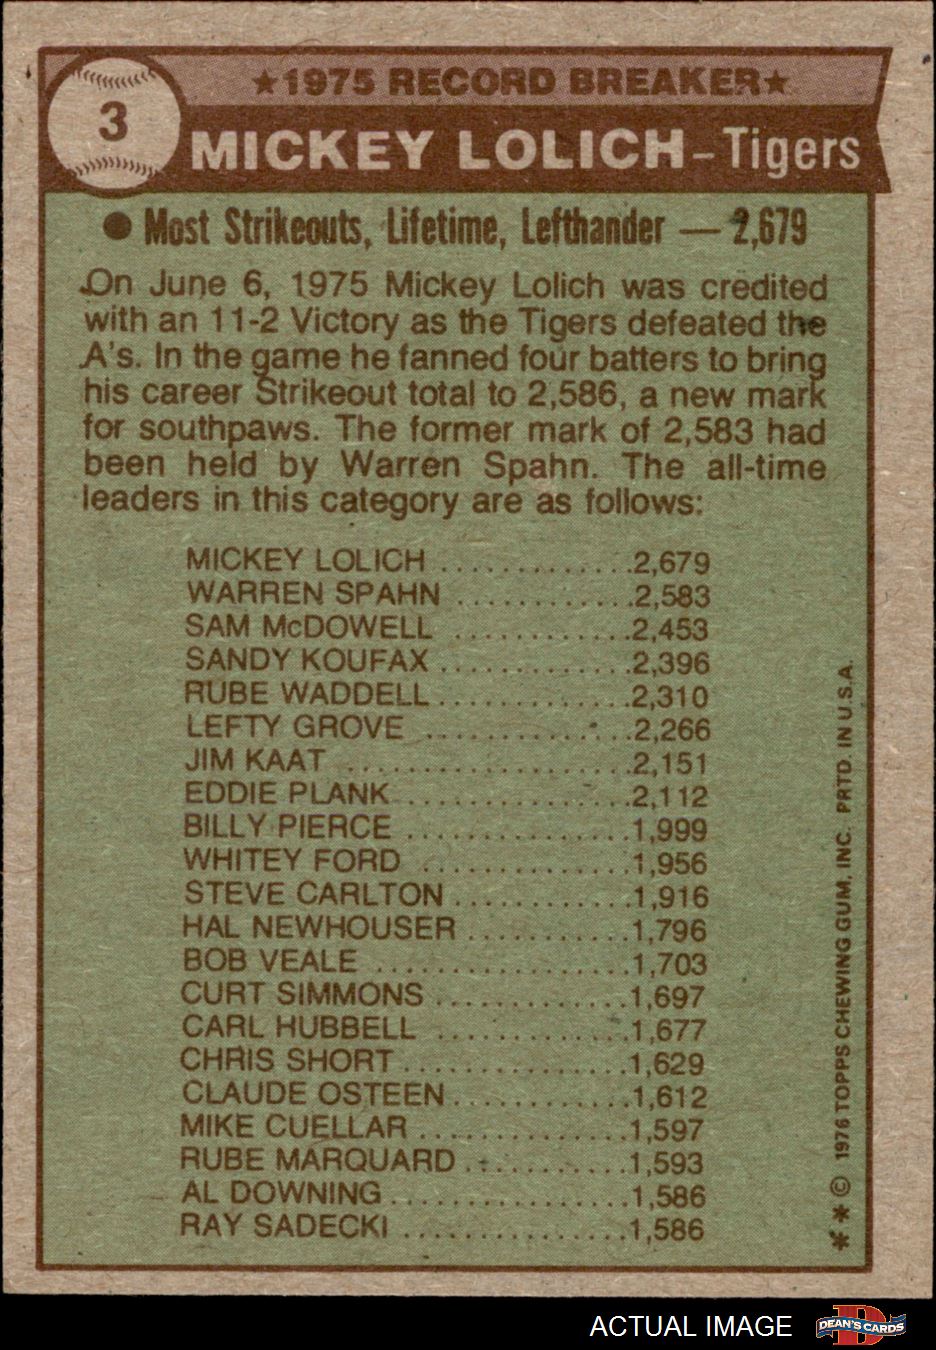 3
★1975 RECORD BREAKER★
MICKEY LOLICH–Tigers
● Most Strikeouts, Lifetime, Lefthander — 2,679
On June 6, 1975 Mickey Lolich was credited
with an 11-2 Victory as the Tigers defeated the
A's. In the game he fanned four batters to bring
his career Strikeout total to 2,586, a new mark
for southpaws. The former mark of 2,583 had
been held by Warren Spahn. The all-time
leaders in this category are as follows:
MICKEY LOLICH .............2,679
WARREN SPAHN .............2,583
SAM McDOWELL .............2,453
SANDY KOUFAX.............2,396
RUBE WADDELL.............2,310
LEFTY GROVE ..............2,266
JIM KAAT ...................2,151
EDDIE PLANK................2,112
BILLY PIERCE ...............1,999
WHITEY FORD ..............1,956
STEVE CARLTON............1,916
HAL NEWHOUSER ...........1,796
BOB VEALE .................1,703
CURT SIMMONS .............1,697
CARL HUBBELL .............1,677
CHRIS SHORT...............1,629
CLAUDE OSTEEN............1,612
MIKE CUELLAR ..............1,597
RUBE MARQUARD ...........1,593
AL DOWNING................1,586
RAY SADECKI ...............1,586
** © 1976 TOPPS CHEWING GUM, INC. PRTD. IN U.S.A.
ACTUAL IMAGE
D
DEAN'S CARDS